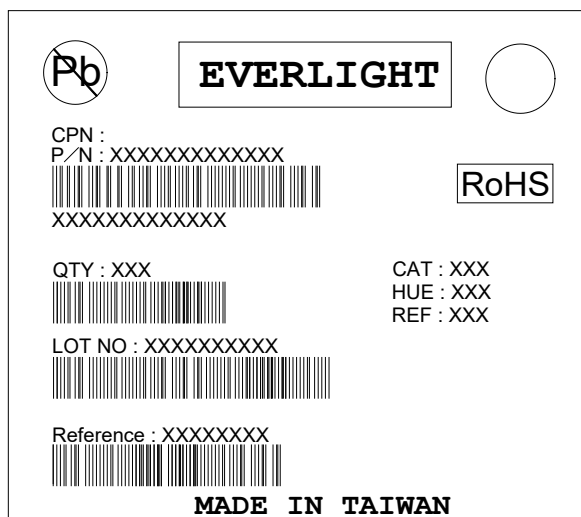 Pb
EVERLIGHT
CPN :
P/N : XXXXXXXXXXXXX
RoHS
XXXXXXXXXXXXX
QTY : XXX
CAT : XXX
HUE : XXX
REF : XXX
LOT NO : XXXXXXXXXX
Reference : XXXXXXXX
MADE IN TAIWAN